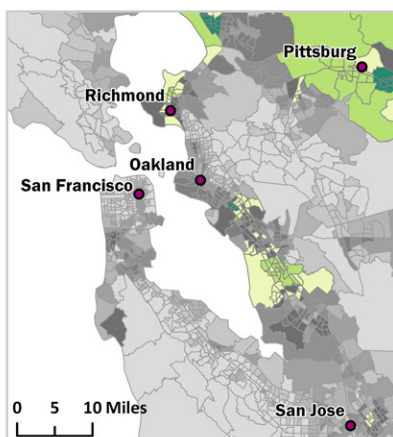 Pittsburg
Richmond
Oakland
San Francisco
0 5 10 Miles
San Jose